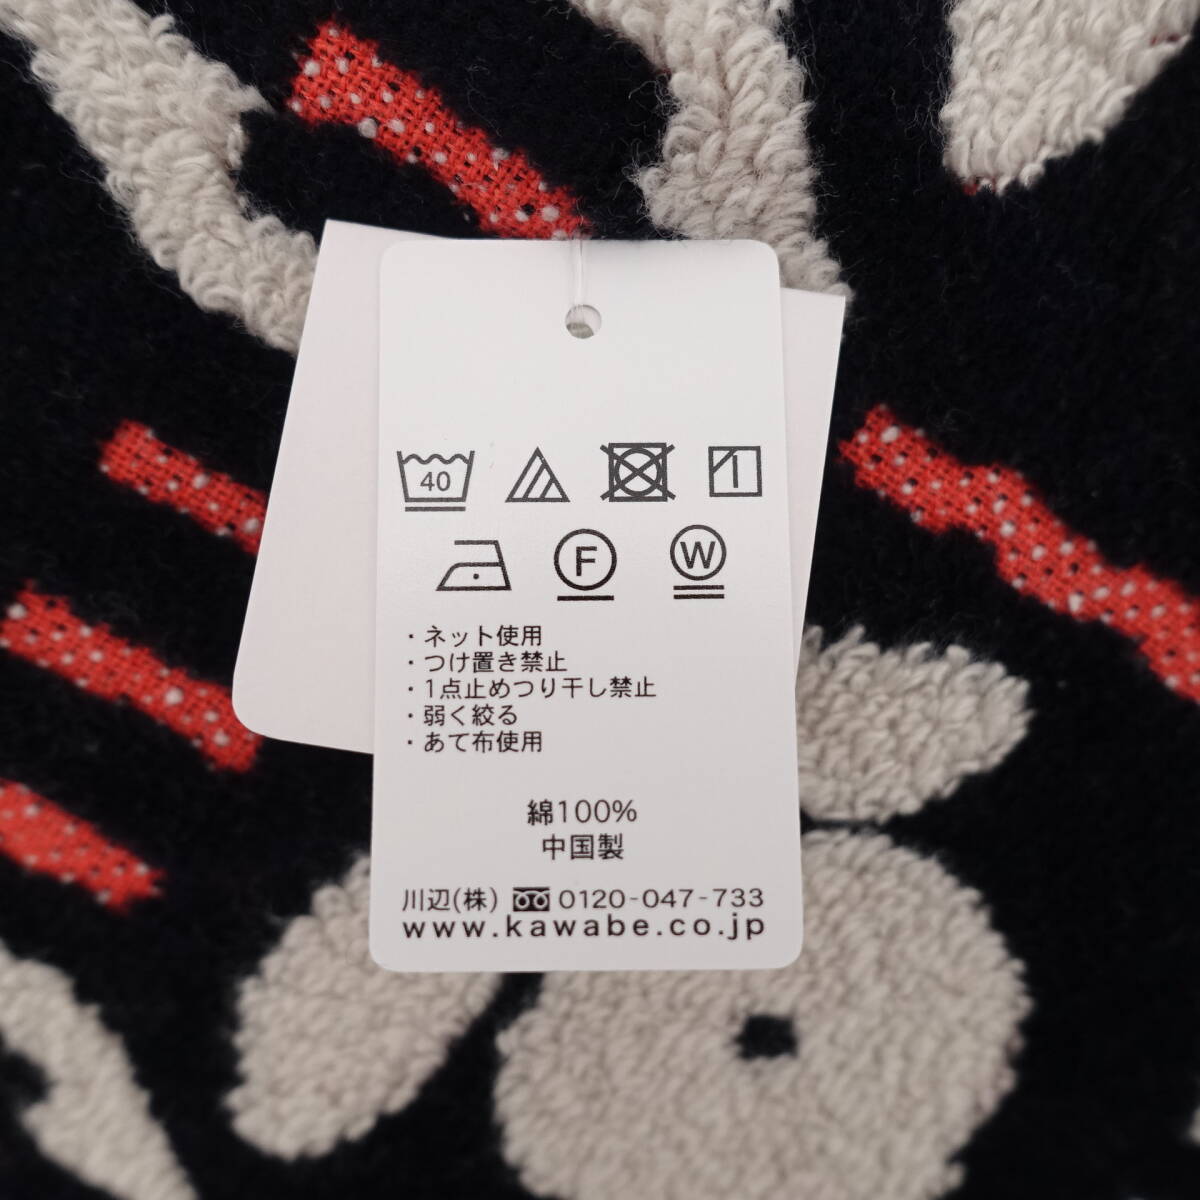 40
F W
・ネット使用
・つけ置き禁止
・1点止めつり干し禁止
・弱く絞る
・あて布使用
綿100%
中国製
川辺(株) 0120-047-733
www.kawabe.co.jp